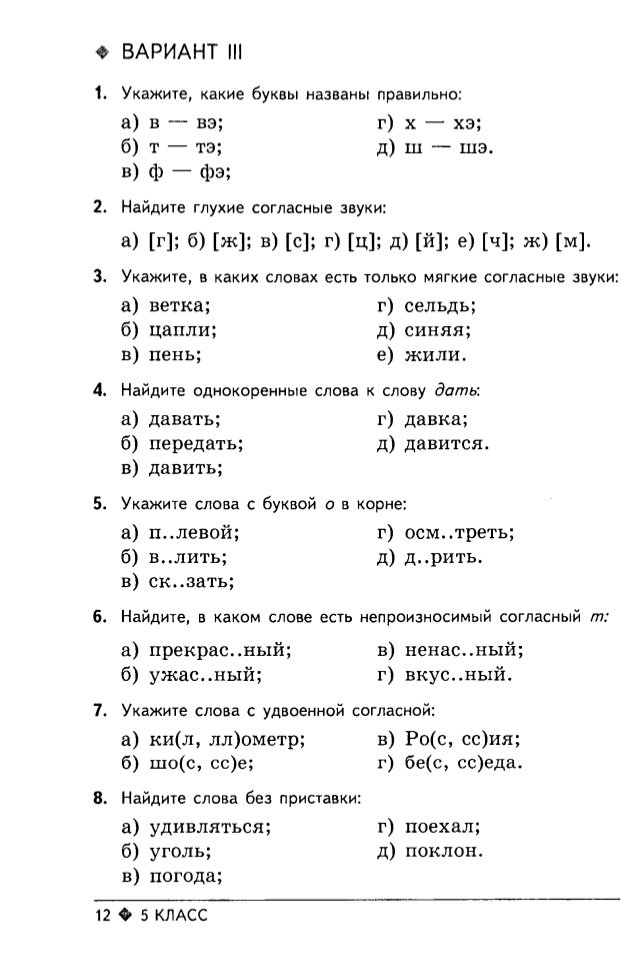 ВАРИАНТ III
1. Укажите, какие буквы названы правильно:
а) в — вэ; г) х — хэ;
б) т — тэ; д) ш — шэ.
в) ф — фэ;
2. Найдите глухие согласные звуки:
а) [г]; б) [ж]; в) [с]; г) [ц]; д) [й]; е) [ч]; ж) [м].
3. Укажите, в каких словах есть только мягкие согласные звуки:
а) ветка; г) сельдь;
б) цапли; д) синяя;
в) пень; е) жили.
4. Найдите однокоренные слова к слову дать:
а) давать; г) давка;
б) передать; д) давится.
в) давить;
5. Укажите слова с буквой о в корне:
а) п..левой; г) осм..треть;
б) в..лить; д) д..рить.
в) ск..зать;
6. Найдите, в каком слове есть непроизносимый согласный т:
а) прекрас..ный; в) ненас..ный;
б) ужас..ный; г) вкус..ный.
7. Укажите слова с удвоенной согласной:
а) ки(л, лл)ометр; в) Ро(с, сс)ия;
б) шо(с, сс)е; г) бе(с, сс)еда.
8. Найдите слова без приставки:
а) удивляться; г) поехал;
б) уголь; д) поклон.
в) погода;
12 5 КЛАСС